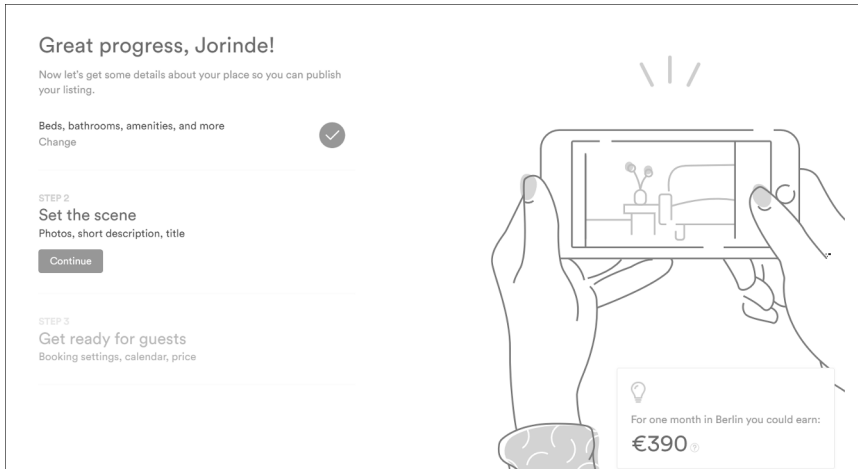 Great progress, Jorinde!
Now let's get some details about your place so you can publish
your listing.
Beds, bathrooms, amenities, and more
Change
STEP 2
Set the scene
Photos, short description, title
Continue
STEP 3
Get ready for guests
Booking settings, calendar, price
For one month in Berlin you could earn:
€390 ?